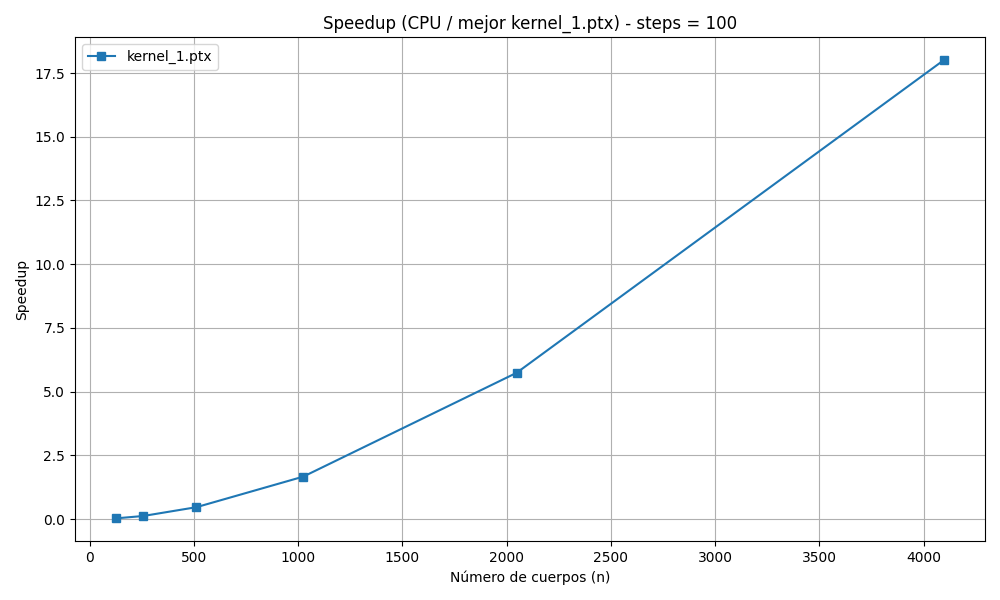 Speedup (CPU / mejor kernel_1.ptx) - steps = 100
kernel_1.ptx
17.5
15.0
12.5
10.0
7.5
5.0
2.5
0.0
Speedup
0 500 1000 1500 2000 2500 3000 3500 4000
Número de cuerpos (n)